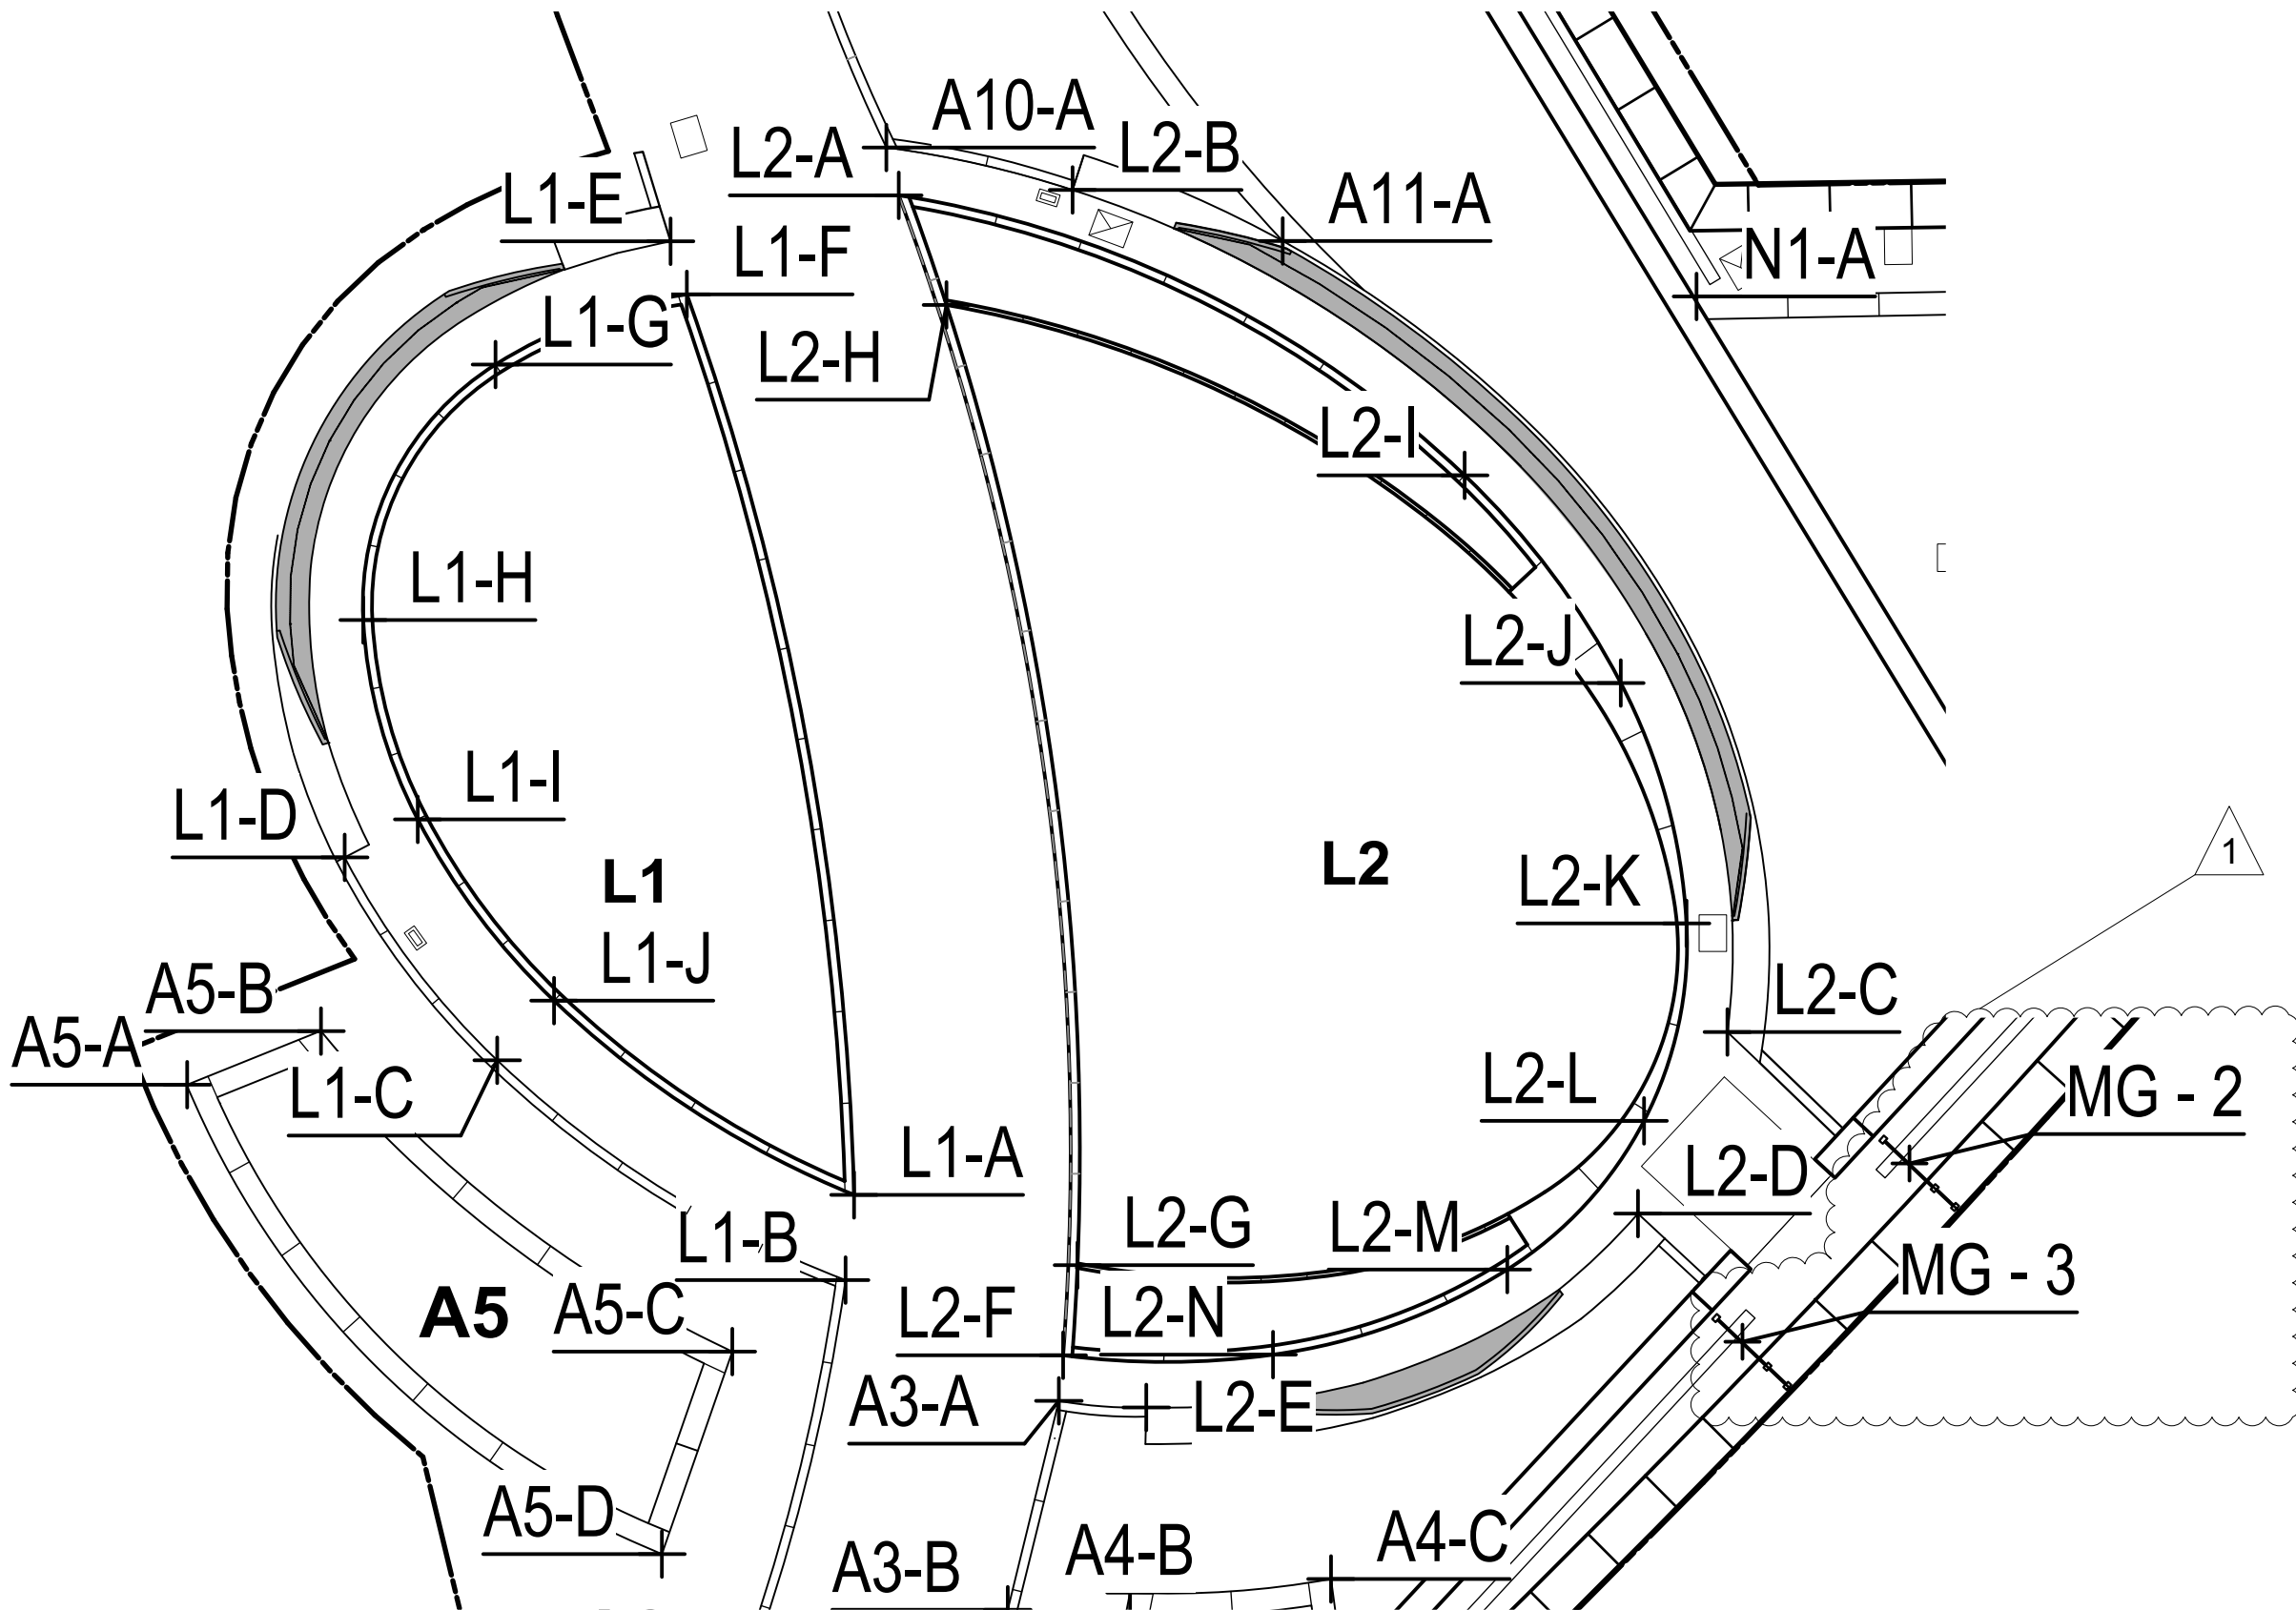 A10-A
L2-A
L2-B
L1-E
A11-A
L1-F
N1-A
L1-G
L2-H
L2-I
L1-H
L2-J
L1-I
L1-D
L1
L2
L2-K
1
L1-J
A5-B
L2-C
A5-A
L1-C
L2-L
MG - 2
L1-A
L2-D
L1-B
L2-G
L2-M
MG - 3
A5
A5-C
L2-F
L2-N
A3-A
L2-E
A5-D
A3-B
A4-B
A4-C